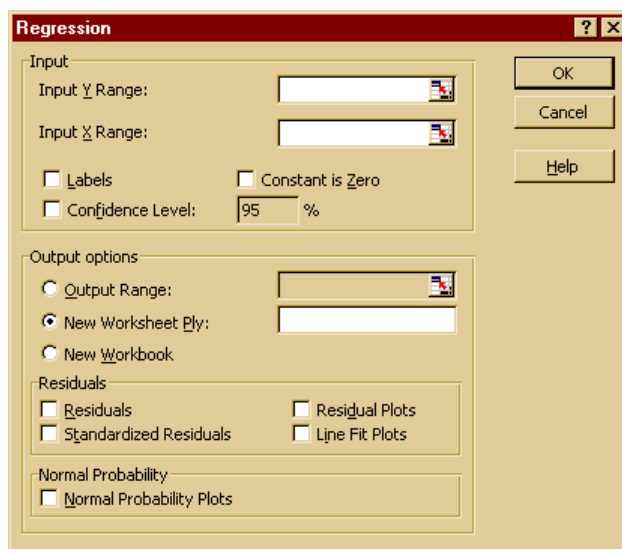 Regression
? X
Input
Input Y Range:
OK
Input X Range:
Cancel
Labels
Constant is Zero
Help
Confidence Level:
95 %
Output options
Output Range:
New Worksheet Ply:
New Workbook
Residuals
Residuals
Residual Plots
Standardized Residuals
Line Fit Plots
Normal Probability
Normal Probability Plots